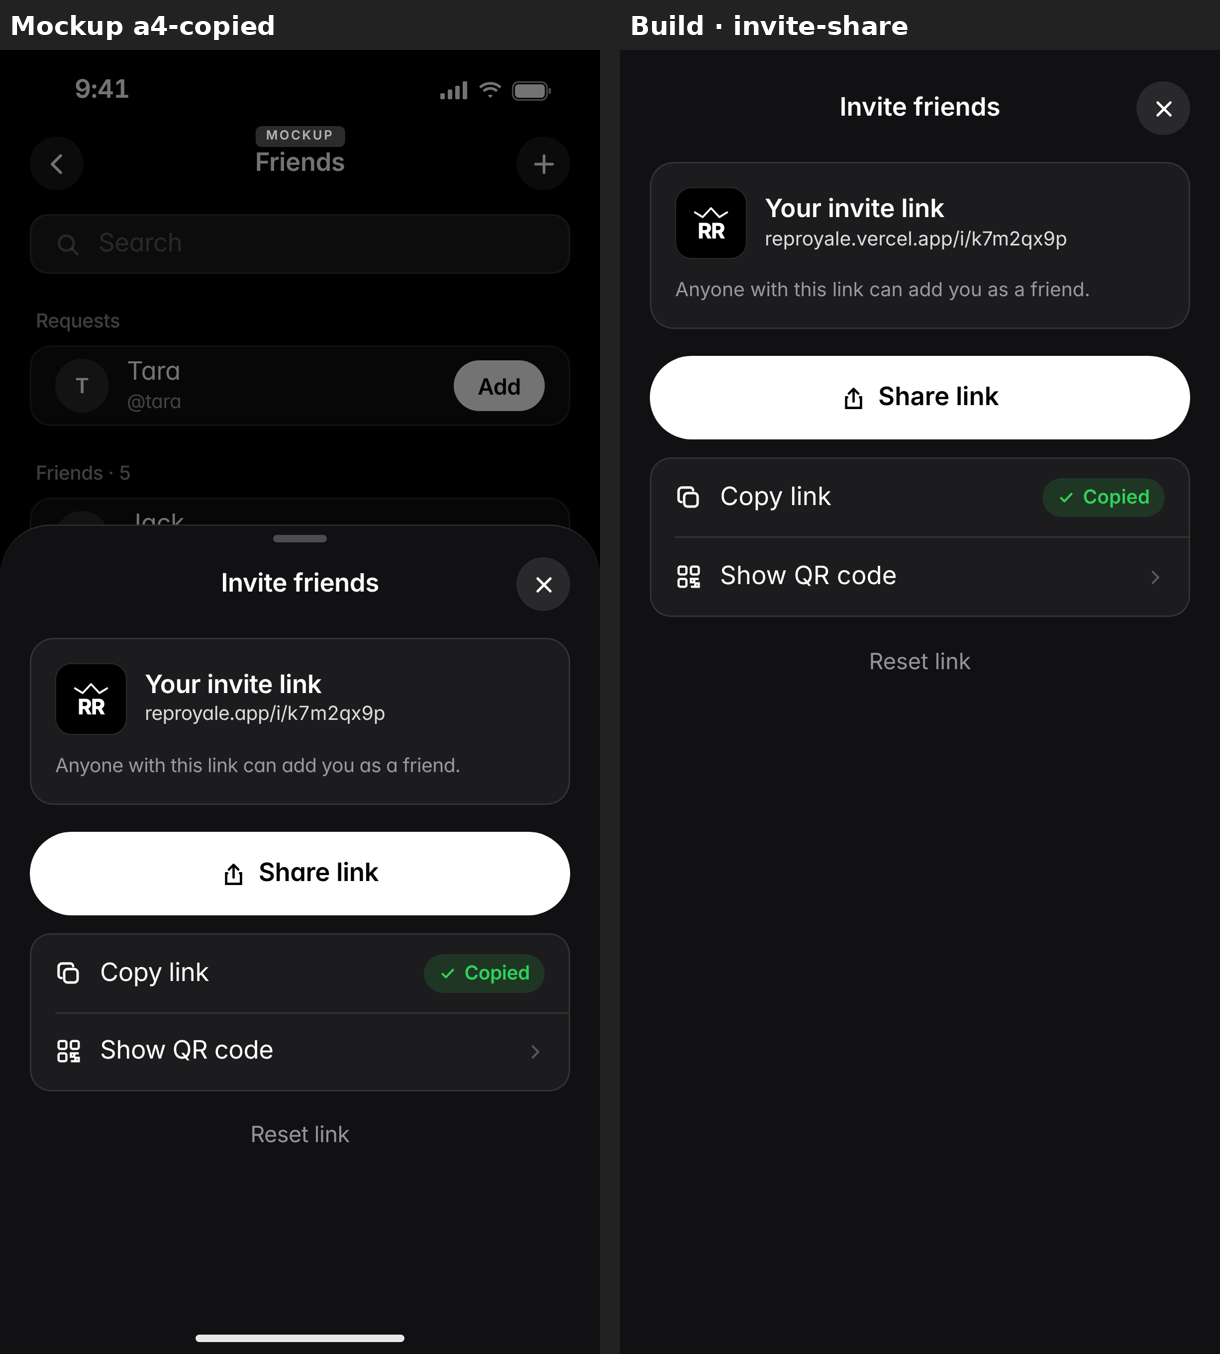 Mockup a4-copied
9:41
MOCKUP
Friends
Search
Requests
T
Tara
@tara
Add
Friends · 5
Jack
Invite friends
RR
Your invite link
reproyale.app/i/k7m2qx9p
Anyone with this link can add you as a friend.
Share link
Copy link
Copied
Show QR code
Reset link
Build · invite-share
Invite friends
RR
Your invite link
reproyale.vercel.app/i/k7m2qx9p
Anyone with this link can add you as a friend.
Share link
Copy link
Copied
Show QR code
Reset link